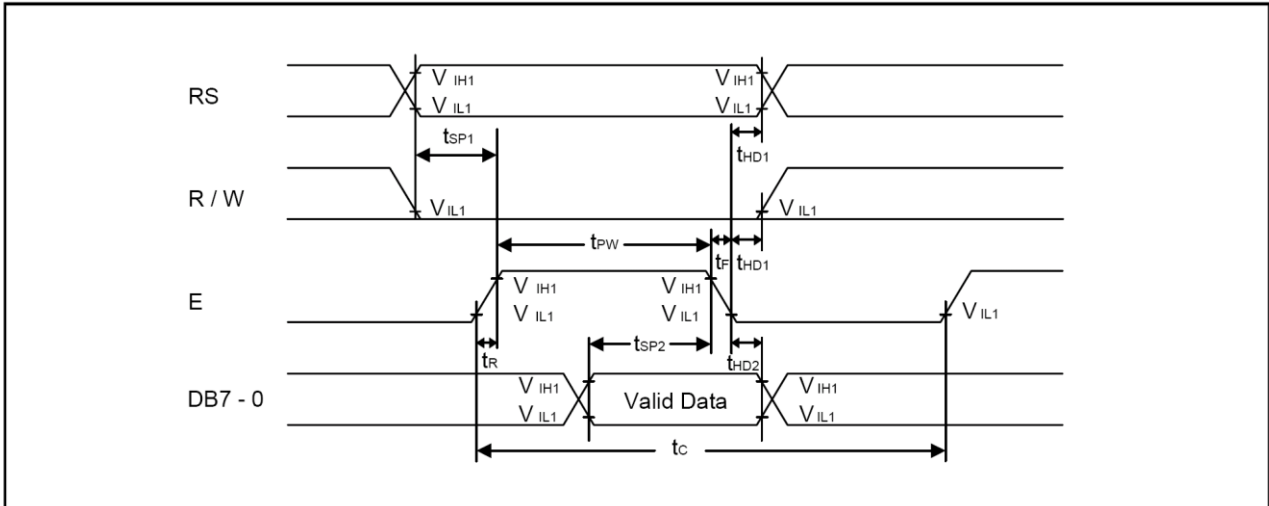 RS
V IH1
V IL1
V IH1
V IL1
tSP1
tHD1
R / W
V IL1
V IL1
tPW
tF
tHD1
E
V IH1
V IL1
V IH1
V IL1
V IL1
tR
tSP2
tHD2
DB7 - 0
V IH1
V IL1
Valid Data
V IH1
V IL1
tC